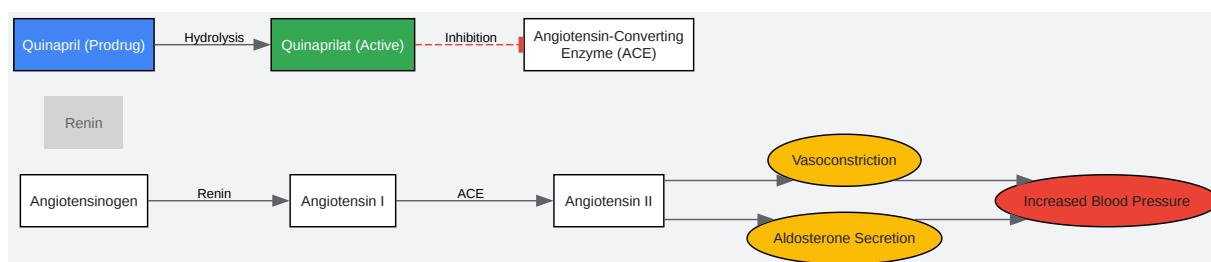 Quinapril (Prodrug)
Hydrolysis
Quinaprilat (Active)
Inhibition
Angiotensin-Converting
Enzyme (ACE)
Renin
Angiotensinogen
Renin
Angiotensin I
ACE
Angiotensin II
Vasoconstriction
Aldosterone Secretion
Increased Blood Pressure